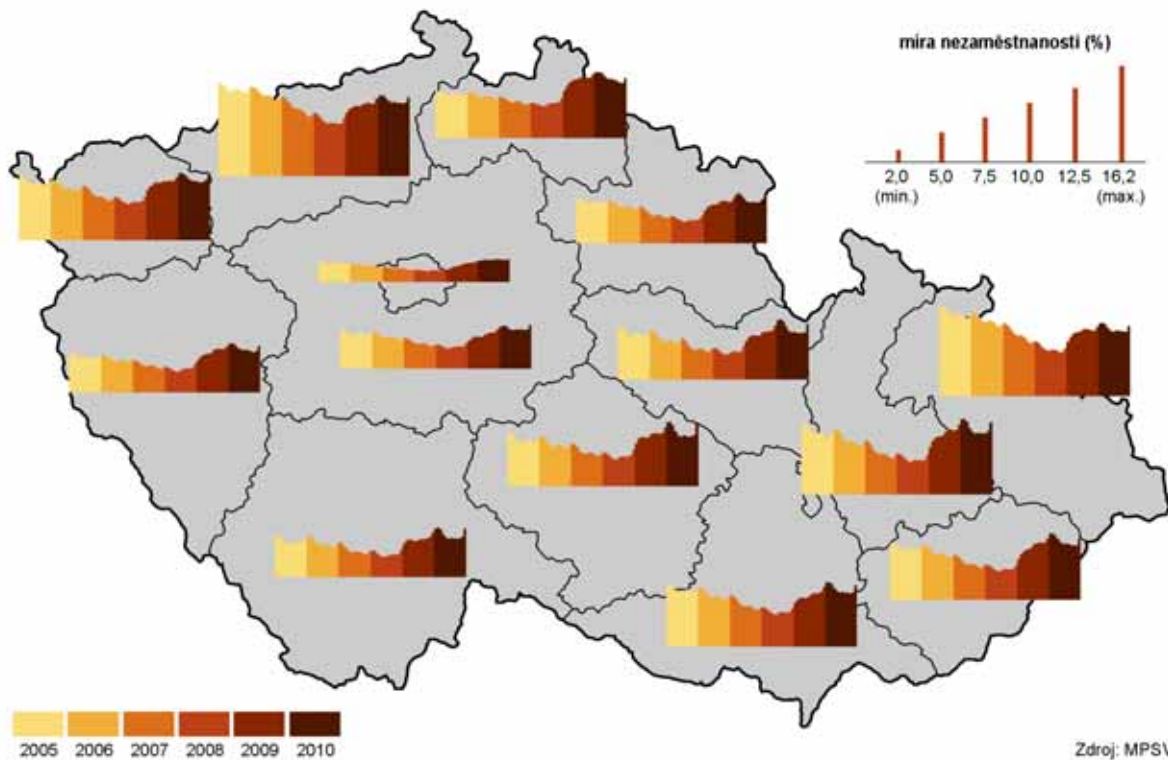 míra nezaměstnanosti (%)
2,0 5,0 7,5 10,0 12,5 16,2
(min.) (max.)
2005 2006 2007 2008 2009 2010
Zdroj: MPSV